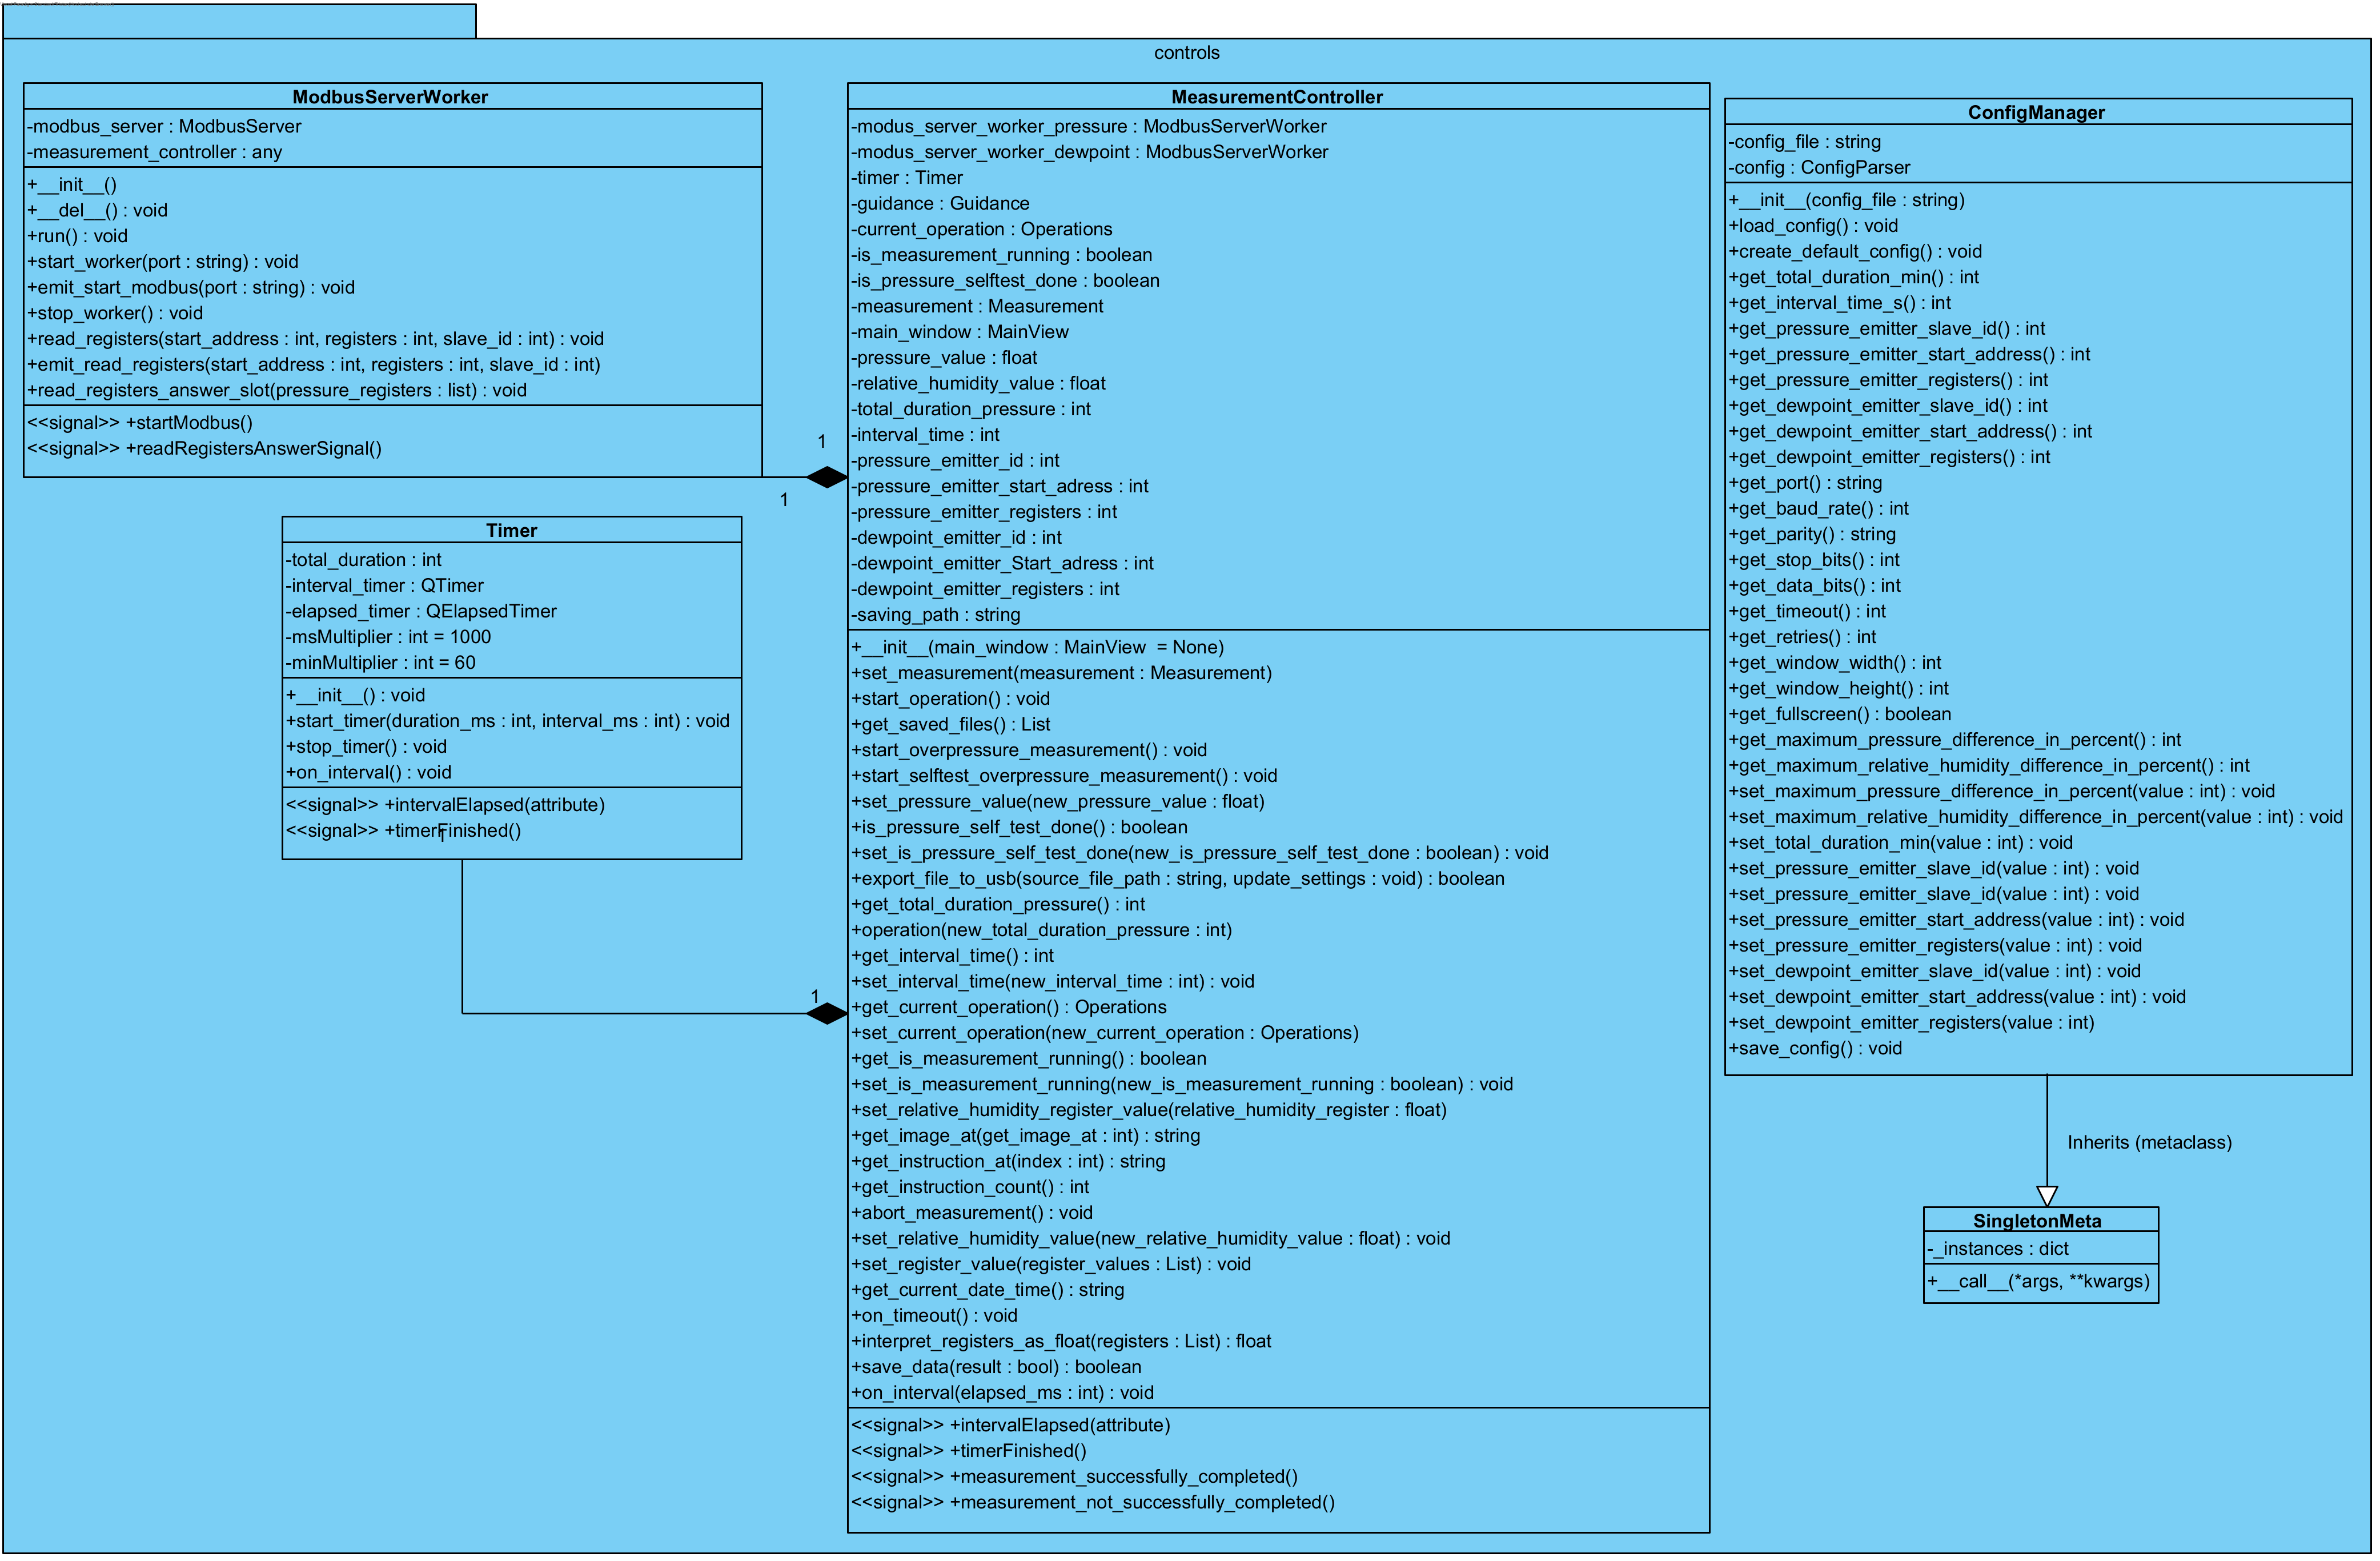 controls
ModbusServerWorker
-modbus_server : ModbusServer
-measurement_controller : any
+__init__()
+__del__() : void
+run() : void
+start_worker(port : string) : void
+emit_start_modbus(port : string) : void
+stop_worker() : void
+read_registers(start_address : int, registers : int, slave_id : int) : void
+emit_read_registers(start_address : int, registers : int, slave_id : int)
+read_registers_answer_slot(pressure_registers : list) : void
<<signal>> +startModbus()
<<signal>> +readRegistersAnswerSignal()
1
1
Timer
-total_duration : int
-interval_timer : QTimer
-elapsed_timer : QElapsedTimer
-msMultiplier : int = 1000
-minMultiplier : int = 60
+__init__() : void
+start_timer(duration_ms : int, interval_ms : int) : void
+stop_timer() : void
+on_interval() : void
<<signal>> +intervalElapsed(attribute)
<<signal>> +timerFinished()
1
MeasurementController
-modus_server_worker_pressure : ModbusServerWorker
-modus_server_worker_dewpoint : ModbusServerWorker
-timer : Timer
-guidance : Guidance
-current_operation : Operations
-is_measurement_running : boolean
-is_pressure_selftest_done : boolean
-measurement : Measurement
-main_window : MainView
-pressure_value : float
-relative_humidity_value : float
-total_duration_pressure : int
-interval_time : int
-pressure_emitter_id : int
-pressure_emitter_start_adress : int
-pressure_emitter_registers : int
-dewpoint_emitter_id : int
-dewpoint_emitter_Start_adress : int
-dewpoint_emitter_registers : int
-saving_path : string
+__init__(main_window : MainView  = None)
+set_measurement(measurement : Measurement)
+start_operation() : void
+get_saved_files() : List
+start_overpressure_measurement() : void
+start_selftest_overpressure_measurement() : void
+set_pressure_value(new_pressure_value : float)
+is_pressure_self_test_done() : boolean
+set_is_pressure_self_test_done(new_is_pressure_self_test_done : boolean) : void
+export_file_to_usb(source_file_path : string, update_settings : void) : boolean
+get_total_duration_pressure() : int
+operation(new_total_duration_pressure : int)
+get_interval_time() : int
+set_interval_time(new_interval_time : int) : void
+get_current_operation() : Operations
+set_current_operation(new_current_operation : Operations)
+get_is_measurement_running() : boolean
+set_is_measurement_running(new_is_measurement_running : boolean) : void
+set_relative_humidity_register_value(relative_humidity_register : float)
+get_image_at(get_image_at : int) : string
+get_instruction_at(index : int) : string
+get_instruction_count() : int
+abort_measurement() : void
+set_relative_humidity_value(new_relative_humidity_value : float) : void
+set_register_value(register_values : List) : void
+get_current_date_time() : string
+on_timeout() : void
+interpret_registers_as_float(registers : List) : float
+save_data(result : bool) : boolean
+on_interval(elapsed_ms : int) : void
<<signal>> +intervalElapsed(attribute)
<<signal>> +timerFinished()
<<signal>> +measurement_successfully_completed()
<<signal>> +measurement_not_successfully_completed()
ConfigManager
-config_file : string
-config : ConfigParser
+__init__(config_file : string)
+load_config() : void
+create_default_config() : void
+get_total_duration_min() : int
+get_interval_time_s() : int
+get_pressure_emitter_slave_id() : int
+get_pressure_emitter_start_address() : int
+get_pressure_emitter_registers() : int
+get_dewpoint_emitter_slave_id() : int
+get_dewpoint_emitter_start_address() : int
+get_dewpoint_emitter_registers() : int
+get_port() : string
+get_baud_rate() : int
+get_parity() : string
+get_stop_bits() : int
+get_data_bits() : int
+get_timeout() : int
+get_retries() : int
+get_window_width() : int
+get_window_height() : int
+get_fullscreen() : boolean
+get_maximum_pressure_difference_in_percent() : int
+get_maximum_relative_humidity_difference_in_percent() : int
+set_maximum_pressure_difference_in_percent(value : int) : void
+set_maximum_relative_humidity_difference_in_percent(value : int) : void
+set_total_duration_min(value : int) : void
+set_pressure_emitter_slave_id(value : int) : void
+set_pressure_emitter_slave_id(value : int) : void
+set_pressure_emitter_start_address(value : int) : void
+set_pressure_emitter_registers(value : int) : void
+set_dewpoint_emitter_slave_id(value : int) : void
+set_dewpoint_emitter_start_address(value : int) : void
+set_dewpoint_emitter_registers(value : int)
+save_config() : void
Inherits (metaclass)
SingletonMeta
-_instances : dict
+__call__(*args, **kwargs)